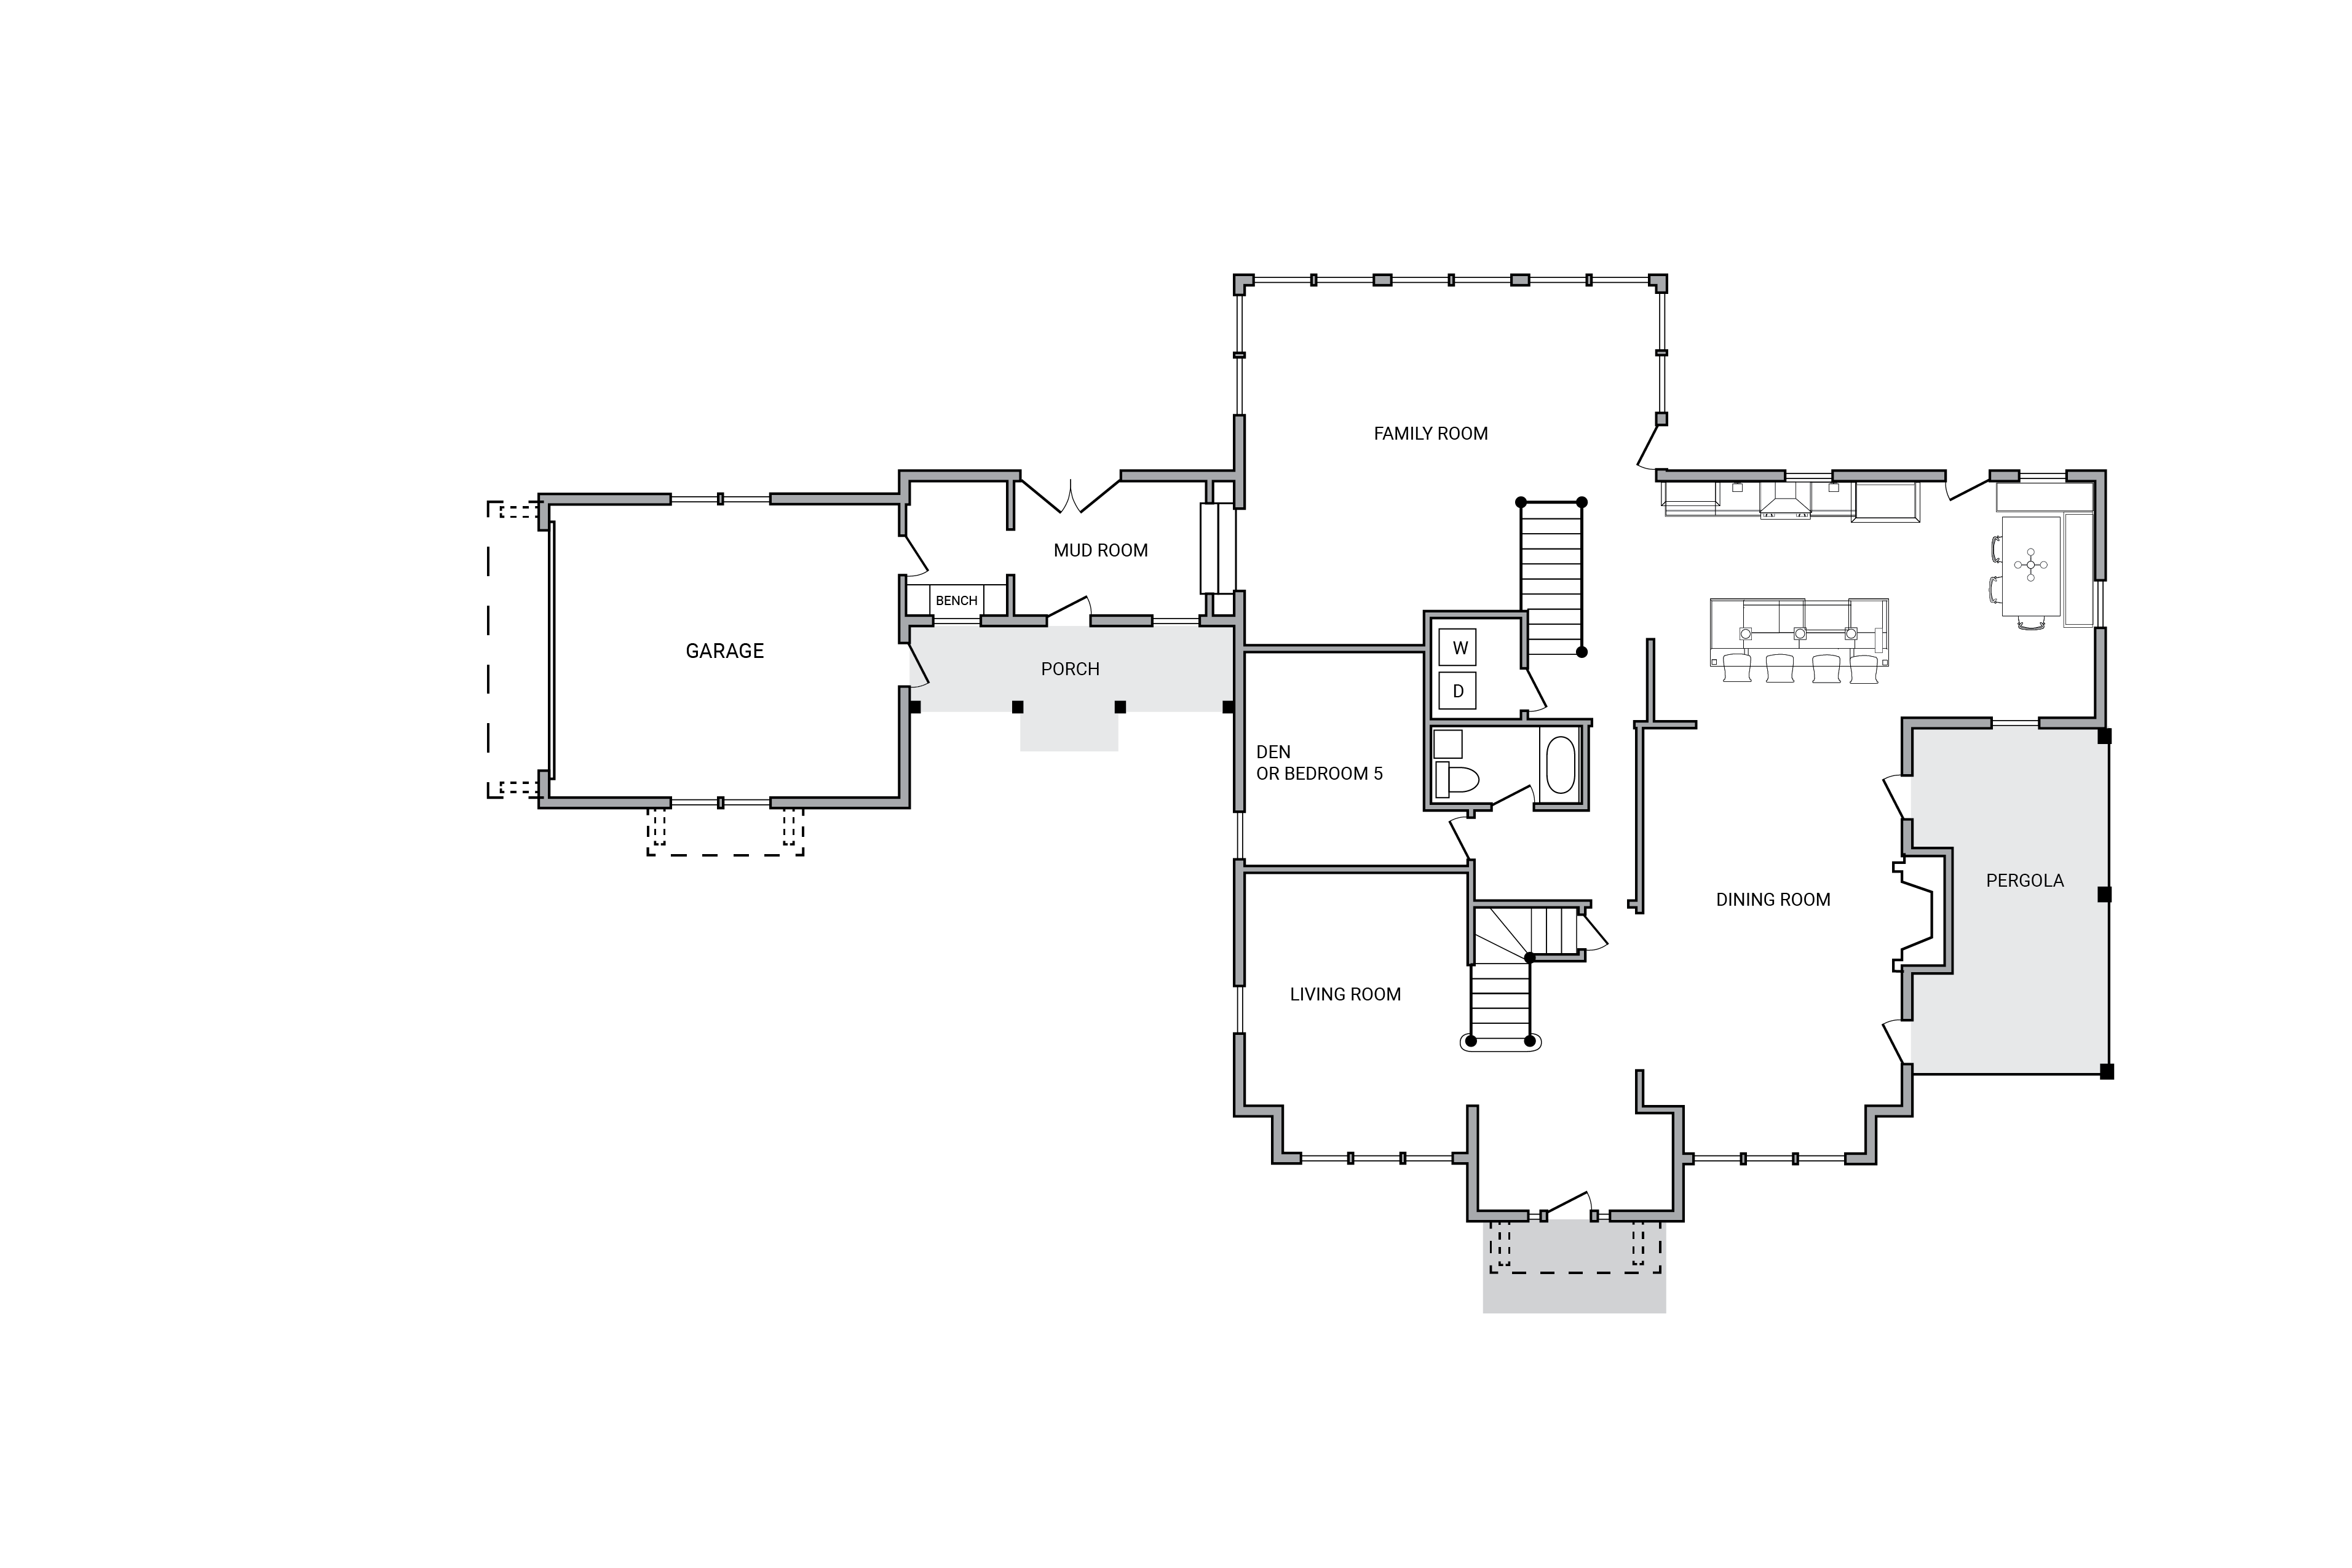 FAMILY ROOM
MUD ROOM
BENCH
GARAGE
PORCH
W
D
DEN
OR BEDROOM 5
PERGOLA
DINING ROOM
LIVING ROOM